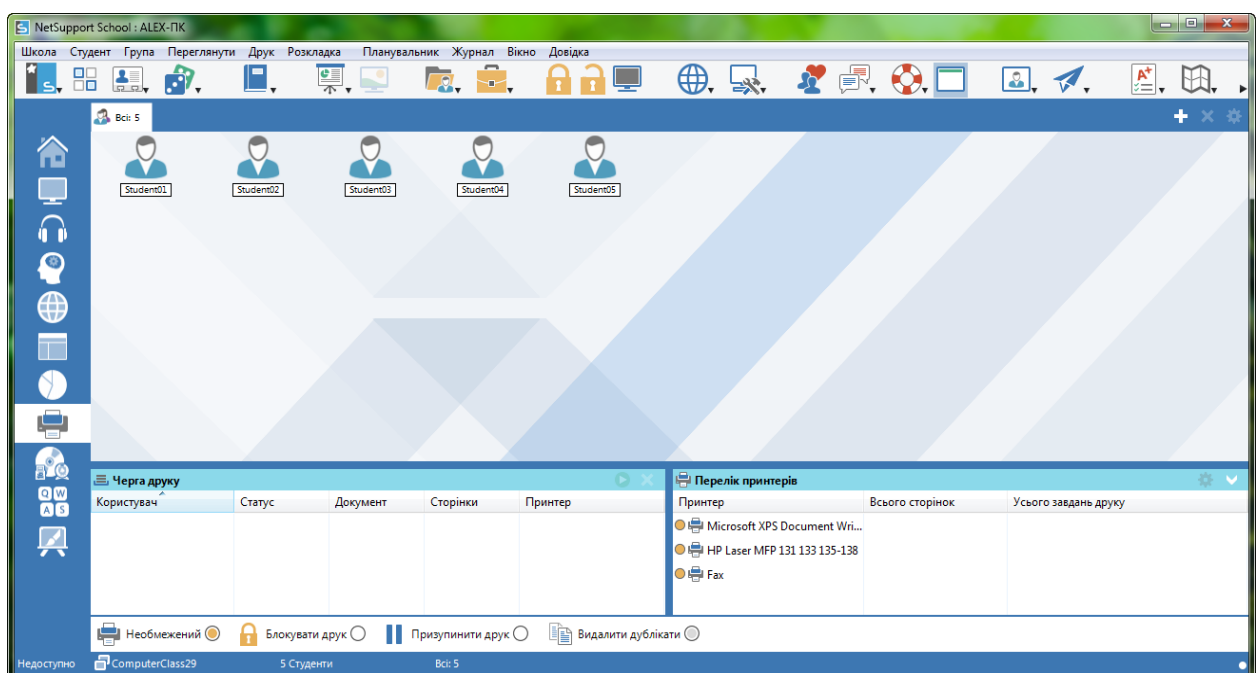 NetSupport School : ALEX-ПК
Школа Студент Група Переглянути Друк Розкладка Планувальник Журнал Вікно Довідка
Всі: 5
Student01 Student02 Student03 Student04 Student05
Черга друку
Користувач Статус Документ Сторінки Принтер
Перелік принтерів
Принтер Всього сторінок Усього завдань друку
Microsoft XPS Document Wri...
HP Laser MFP 131 133 135-138
Fax
Q W
A S
Необмежений Блокувати друк Призупинити друк Видалити дублікати
Недоступно ComputerClass29 5 Студенти Всі: 5